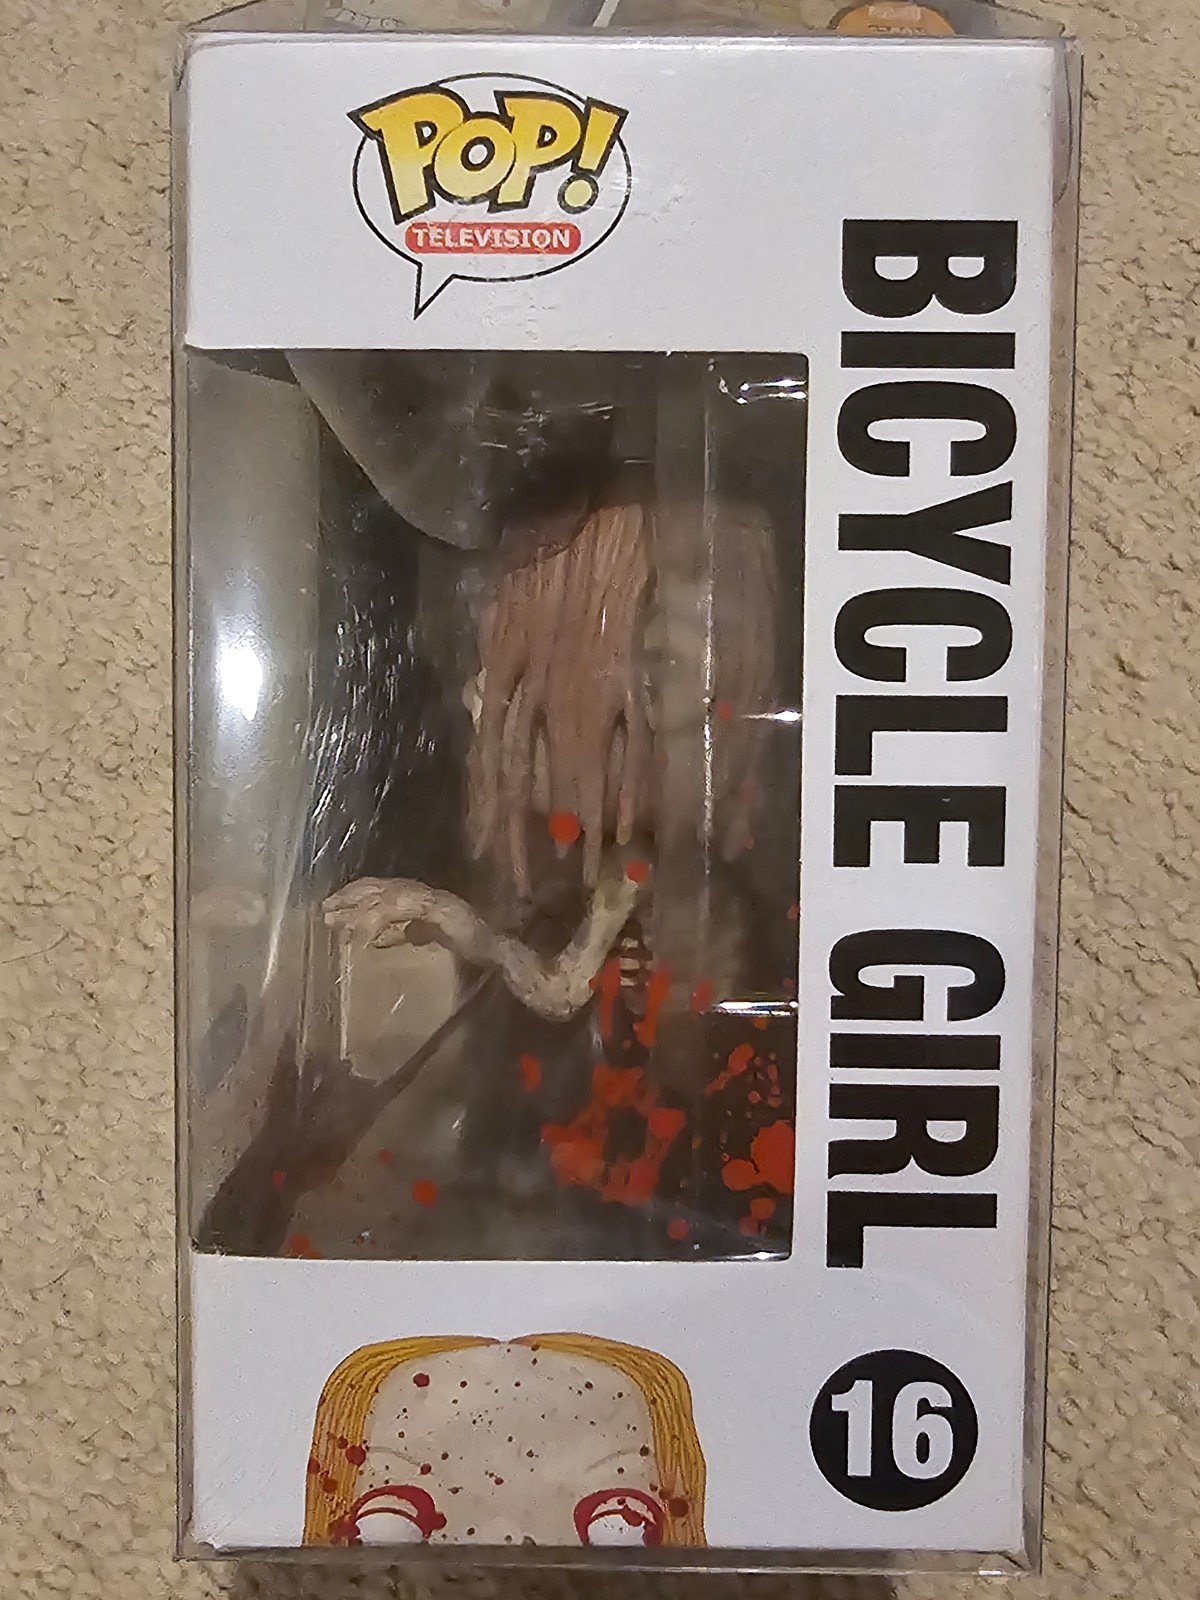 POP!
TELEVISION
BICYCLE GIRL
16